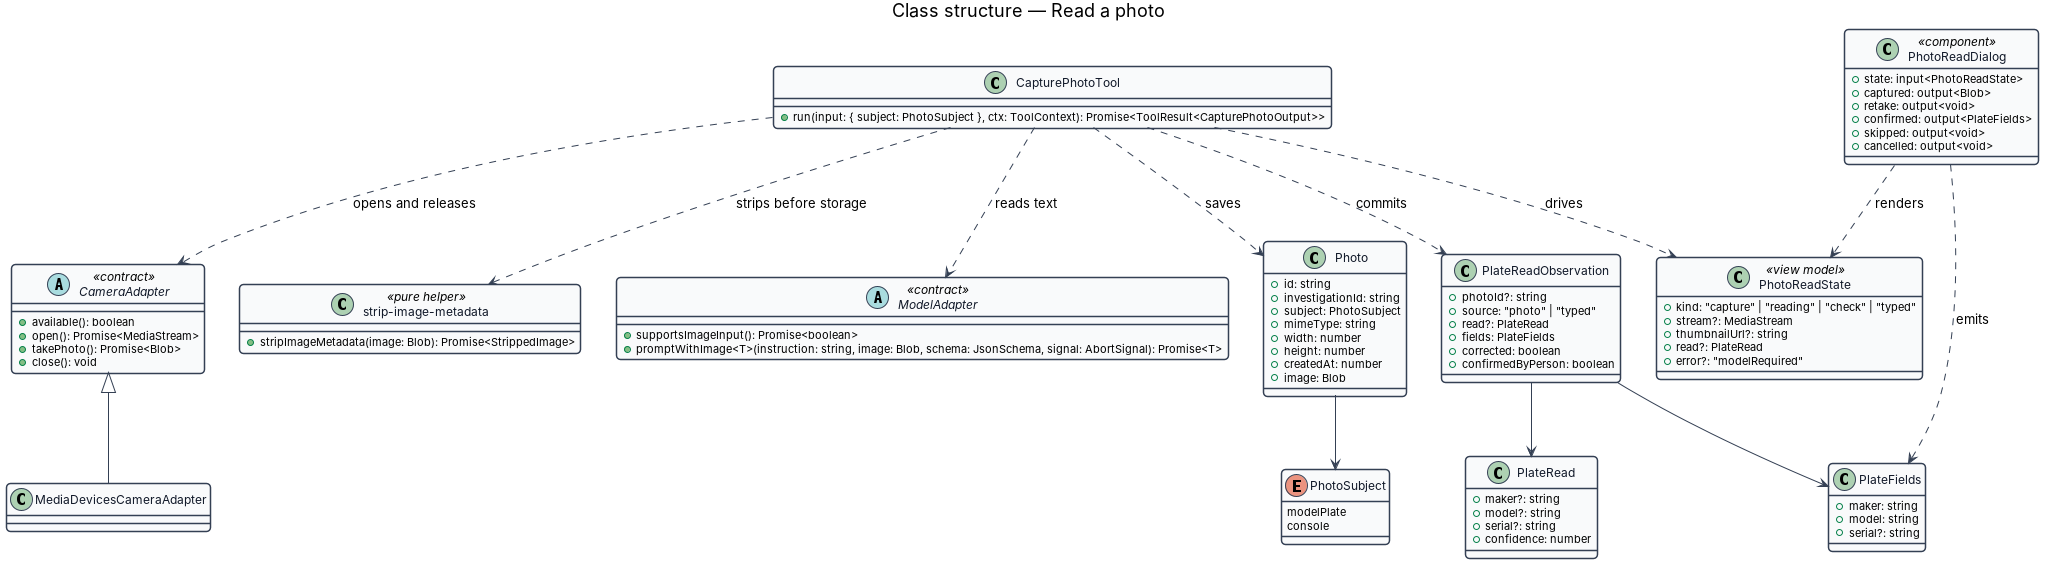 Class structure — Read a photo
«component»
PhotoReadDialog
state: input<PhotoReadState>
captured: output<Blob>
retake: output<void>
confirmed: output<PlateFields>
skipped: output<void>
cancelled: output<void>
CapturePhotoTool
run(input: { subject: PhotoSubject }, ctx: ToolContext): Promise<ToolResult<CapturePhotoOutput>>
opens and releases
strips before storage
reads text
saves
commits
drives
renders
emits
«contract»
CameraAdapter
available(): boolean
open(): Promise<MediaStream>
takePhoto(): Promise<Blob>
close(): void
«pure helper»
strip-image-metadata
stripImageMetadata(image: Blob): Promise<StrippedImage>
«contract»
ModelAdapter
supportsImageInput(): Promise<boolean>
promptWithImage<T>(instruction: string, image: Blob, schema: JsonSchema, signal: AbortSignal): Promise<T>
Photo
id: string
investigationId: string
subject: PhotoSubject
mimeType: string
width: number
height: number
createdAt: number
image: Blob
PlateReadObservation
photoId?: string
source: "photo" | "typed"
read?: PlateRead
fields: PlateFields
corrected: boolean
confirmedByPerson: boolean
«view model»
PhotoReadState
kind: "capture" | "reading" | "check" | "typed"
stream?: MediaStream
thumbnailUrl?: string
read?: PlateRead
error?: "modelRequired"
MediaDevicesCameraAdapter
PhotoSubject
modelPlate
console
PlateRead
maker?: string
model?: string
serial?: string
confidence: number
PlateFields
maker: string
model: string
serial?: string
C
C
A
C
A
C
C
C
C
E
C
C